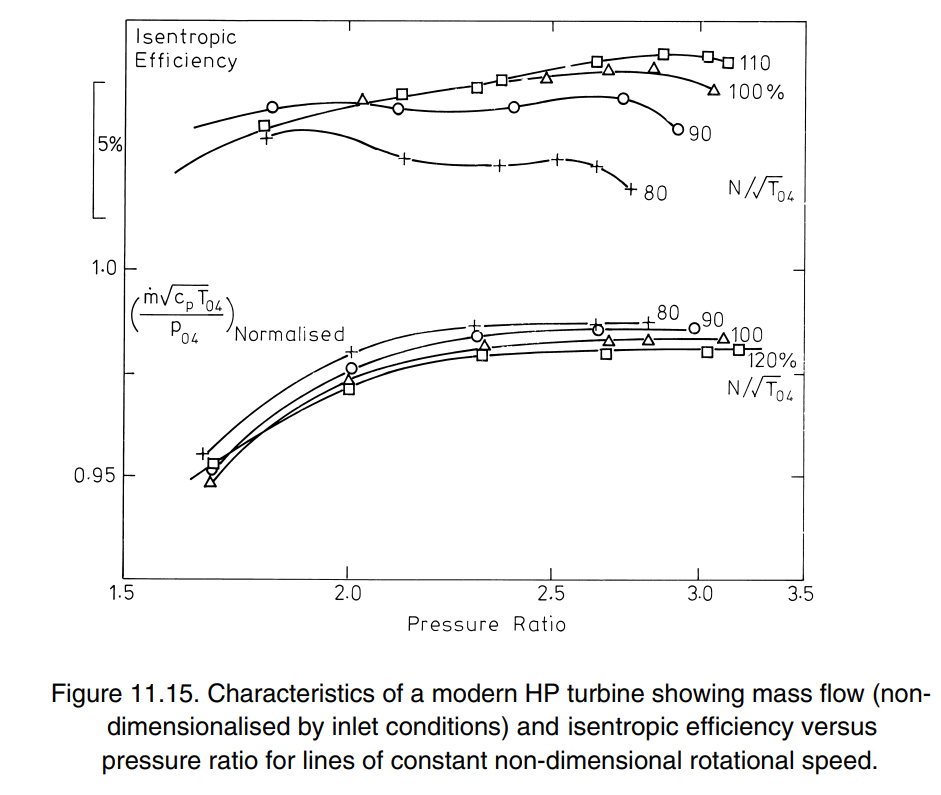 Isentropic
Efficiency
5%
110
100%
90
80
N/√T04
1.0
(ṁ√cpT04/p04)Normalised
80
90
100
120%
N/√T04
0.95
1.5 2.0 2.5 3.0 3.5
Pressure Ratio
Figure 11.15. Characteristics of a modern HP turbine showing mass flow (non-
dimensionalised by inlet conditions) and isentropic efficiency versus
pressure ratio for lines of constant non-dimensional rotational speed.